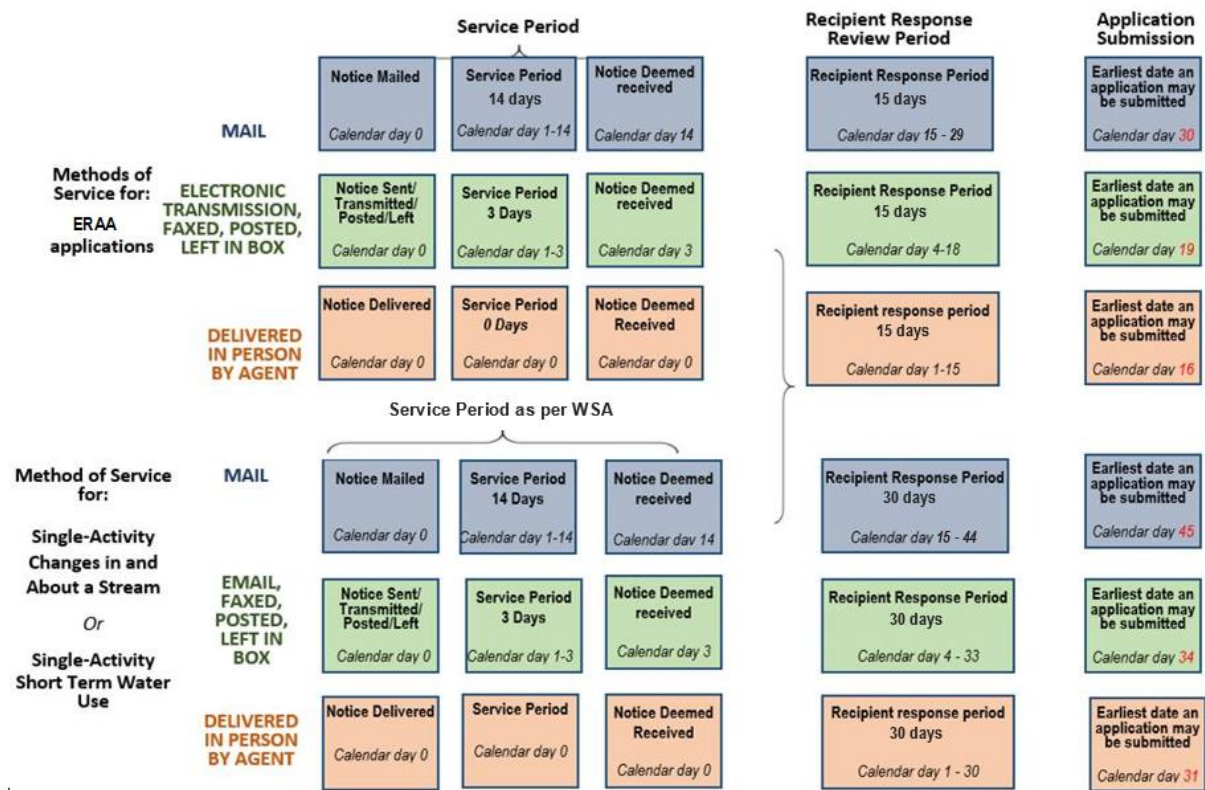 Service Period
Recipient Response
Review Period
Application
Submission
Methods of
Service for:
ERAA
applications
MAIL
Notice Mailed
Calendar day 0
Service Period
14 days
Calendar day 1-14
Notice Deemed
received
Calendar day 14
Recipient Response Period
15 days
Calendar day 15 - 29
Earliest date an
application may
be submitted
Calendar day 30
ELECTRONIC
TRANSMISSION,
FAXED, POSTED,
LEFT IN BOX
Notice Sent/
Transmitted/
Posted/Left
Calendar day 0
Service Period
3 Days
Calendar day 1-3
Notice Deemed
received
Calendar day 3
Recipient Response Period
15 days
Calendar day 4-18
Earliest date an
application may
be submitted
Calendar day 19
DELIVERED
IN PERSON
BY AGENT
Notice Delivered
Calendar day 0
Service Period
0 Days
Calendar day 0
Notice Deemed
Received
Calendar day 0
Recipient response period
15 days
Calendar day 1-15
Earliest date an
application may
be submitted
Calendar day 16
Service Period as per WSA
Method of Service
for:
Single-Activity
Changes in and
About a Stream
Or
Single-Activity
Short Term Water
Use
MAIL
Notice Mailed
Calendar day 0
Service Period
14 Days
Calendar day 1-14
Notice Deemed
received
Calendar day 14
Recipient Response Period
30 days
Calendar day 15 - 44
Earliest date an
application may
be submitted
Calendar day 45
EMAIL,
FAXED,
POSTED,
LEFT IN
BOX
Notice Sent/
Transmitted/
Posted/Left
Calendar day 0
Service Period
3 Days
Calendar day 1-3
Notice Deemed
received
Calendar day 3
Recipient Response Period
30 days
Calendar day 4 - 33
Earliest date an
application may
be submitted
Calendar day 34
DELIVERED
IN PERSON
BY AGENT
Notice Delivered
Calendar day 0
Service Period
Calendar day 0
Notice Deemed
Received
Calendar day 0
Recipient response period
30 days
Calendar day 1 - 30
Earliest date an
application may
be submitted
Calendar day 31